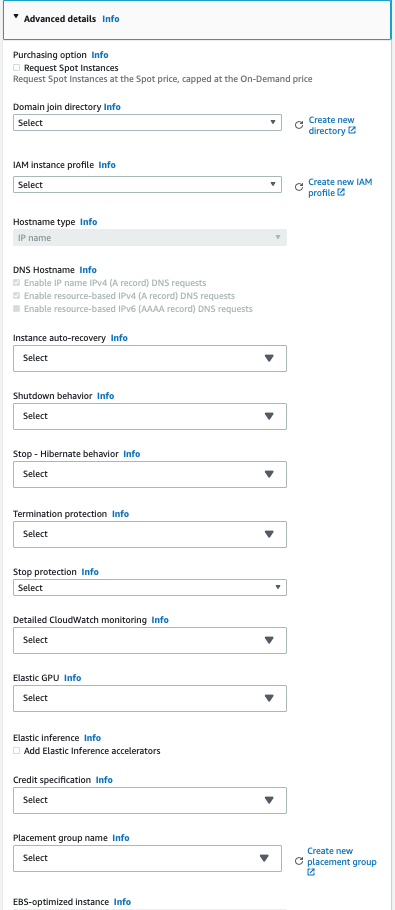 Advanced details Info
Purchasing option Info
Request Spot Instances
Request Spot Instances at the Spot price, capped at the On-Demand price
Domain join directory Info
Select
Create new
directory
IAM instance profile Info
Select
Create new IAM
profile
Hostname type Info
IP name
DNS Hostname Info
Enable IP name IPv4 (A record) DNS requests
Enable resource-based IPv4 (A record) DNS requests
Enable resource-based IPv6 (AAAA record) DNS requests
Instance auto-recovery Info
Select
Shutdown behavior Info
Select
Stop - Hibernate behavior Info
Select
Termination protection Info
Select
Stop protection Info
Select
Detailed CloudWatch monitoring Info
Select
Elastic GPU Info
Select
Elastic inference Info
Add Elastic Inference accelerators
Credit specification Info
Select
Placement group name Info
Select
Create new
placement group
EBS-optimized instance Info